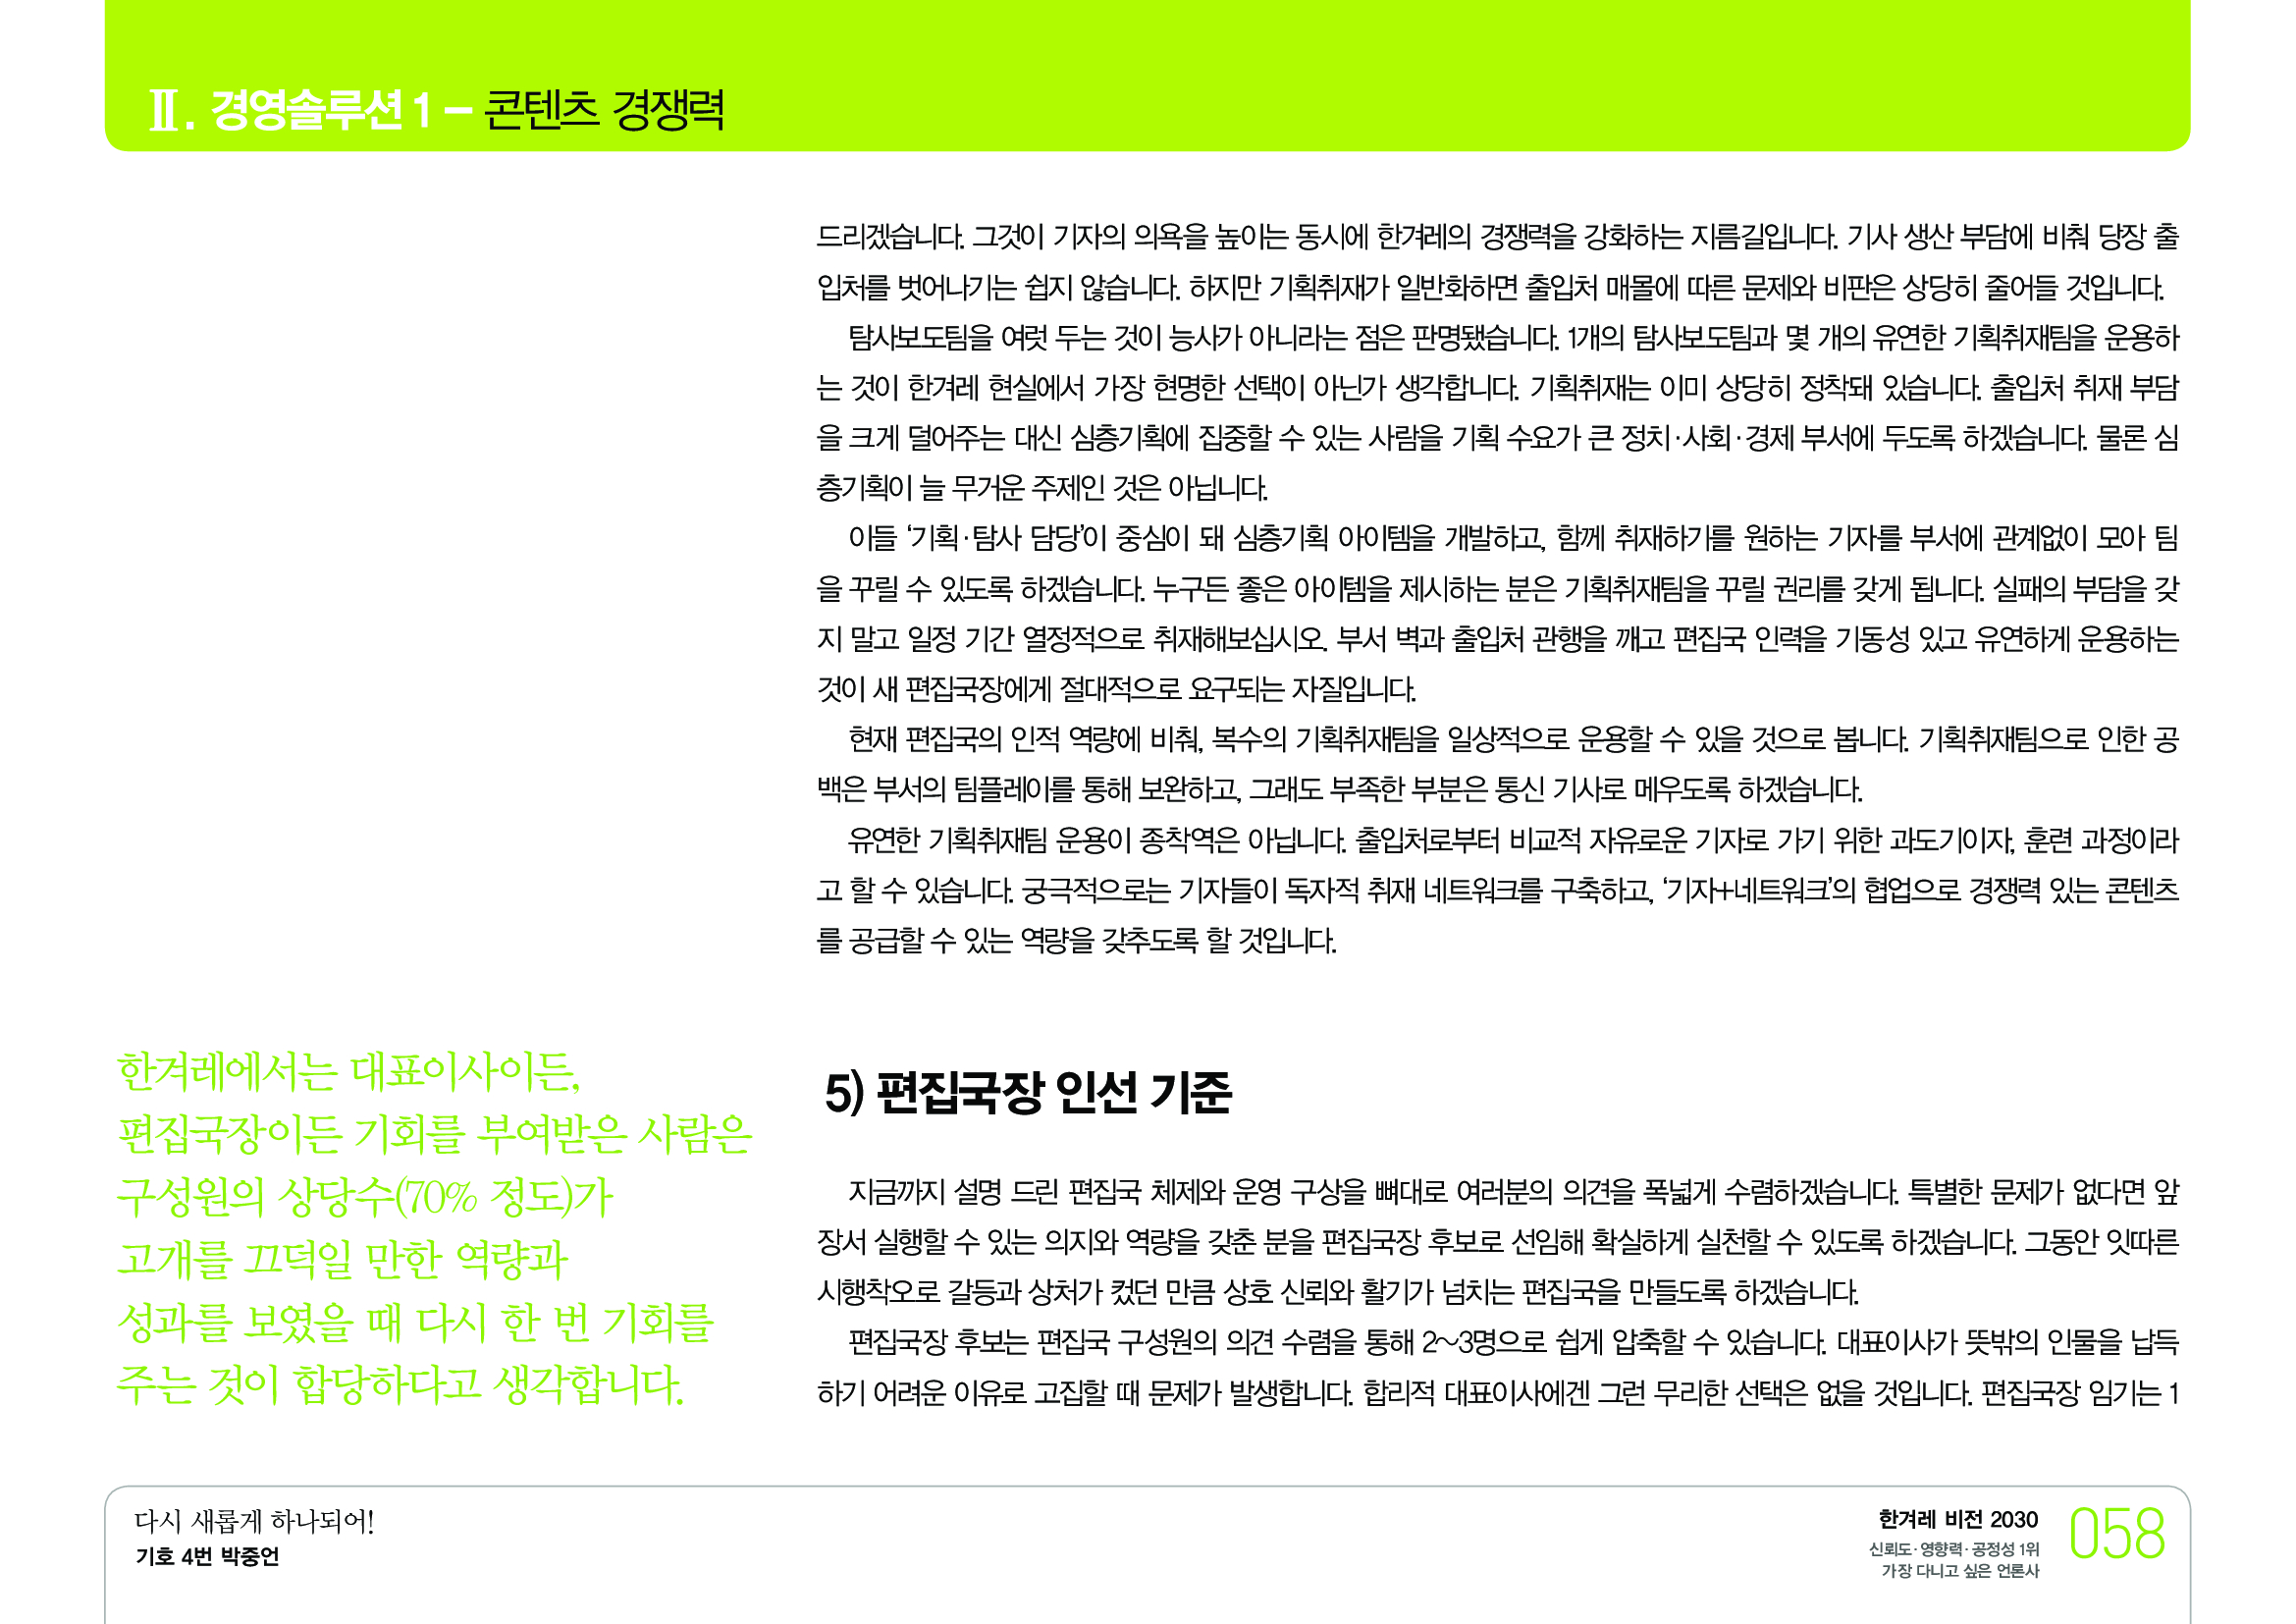 Ⅱ. 경영솔루션 1 – 콘텐츠 경쟁력
드리겠습니다. 그것이 기자의 의욕을 높이는 동시에 한겨레의 경쟁력을 강화하는 지름길입니다. 기사 생산 부담에 비춰 당장 출
입처를 벗어나기는 쉽지 않습니다. 하지만 기획취재가 일반화하면 출입처 매몰에 따른 문제와 비판은 상당히 줄어들 것입니다.
탐사보도팀을 여럿 두는 것이 능사가 아니라는 점은 판명됐습니다. 1개의 탐사보도팀과 몇 개의 유연한 기획취재팀을 운용하
는 것이 한겨레 현실에서 가장 현명한 선택이 아닌가 생각합니다. 기획취재는 이미 상당히 정착돼 있습니다. 출입처 취재 부담
을 크게 덜어주는 대신 심층기획에 집중할 수 있는 사람을 기획 수요가 큰 정치·사회·경제 부서에 두도록 하겠습니다. 물론 심
층기획이 늘 무거운 주제인 것은 아닙니다.
이들 ‘기획·탐사 담당’이 중심이 돼 심층기획 아이템을 개발하고, 함께 취재하기를 원하는 기자를 부서에 관계없이 모아 팀
을 꾸릴 수 있도록 하겠습니다. 누구든 좋은 아이템을 제시하는 분은 기획취재팀을 꾸릴 권리를 갖게 됩니다. 실패의 부담을 갖
지 말고 일정 기간 열정적으로 취재해보십시오. 부서 벽과 출입처 관행을 깨고 편집국 인력을 기동성 있고 유연하게 운용하는
것이 새 편집국장에게 절대적으로 요구되는 자질입니다.
현재 편집국의 인적 역량에 비춰, 복수의 기획취재팀을 일상적으로 운용할 수 있을 것으로 봅니다. 기획취재팀으로 인한 공
백은 부서의 팀플레이를 통해 보완하고, 그래도 부족한 부분은 통신 기사로 메우도록 하겠습니다.
유연한 기획취재팀 운용이 종착역은 아닙니다. 출입처로부터 비교적 자유로운 기자로 가기 위한 과도기이자, 훈련 과정이라
고 할 수 있습니다. 궁극적으로는 기자들이 독자적 취재 네트워크를 구축하고, ‘기자+네트워크’의 협업으로 경쟁력 있는 콘텐츠
를 공급할 수 있는 역량을 갖추도록 할 것입니다.
한겨레에서는 대표이사이든,
편집국장이든 기회를 부여받은 사람은
구성원의 상당수(70% 정도)가
고개를 끄덕일 만한 역량과
성과를 보였을 때 다시 한 번 기회를
주는 것이 합당하다고 생각합니다.
5) 편집국장 인선 기준
지금까지 설명 드린 편집국 체제와 운영 구상을 뼈대로 여러분의 의견을 폭넓게 수렴하겠습니다. 특별한 문제가 없다면 앞
장서 실행할 수 있는 의지와 역량을 갖춘 분을 편집국장 후보로 선임해 확실하게 실천할 수 있도록 하겠습니다. 그동안 잇따른
시행착오로 갈등과 상처가 컸던 만큼 상호 신뢰와 활기가 넘치는 편집국을 만들도록 하겠습니다.
편집국장 후보는 편집국 구성원의 의견 수렴을 통해 2~3명으로 쉽게 압축할 수 있습니다. 대표이사가 뜻밖의 인물을 납득
하기 어려운 이유로 고집할 때 문제가 발생합니다. 합리적 대표이사에겐 그런 무리한 선택은 없을 것입니다. 편집국장 임기는 1
다시 새롭게 하나되어!
기호 4번 박중언
한겨레 비전 2030
신뢰도·영향력·공정성 1위
가장 다니고 싶은 언론사
058